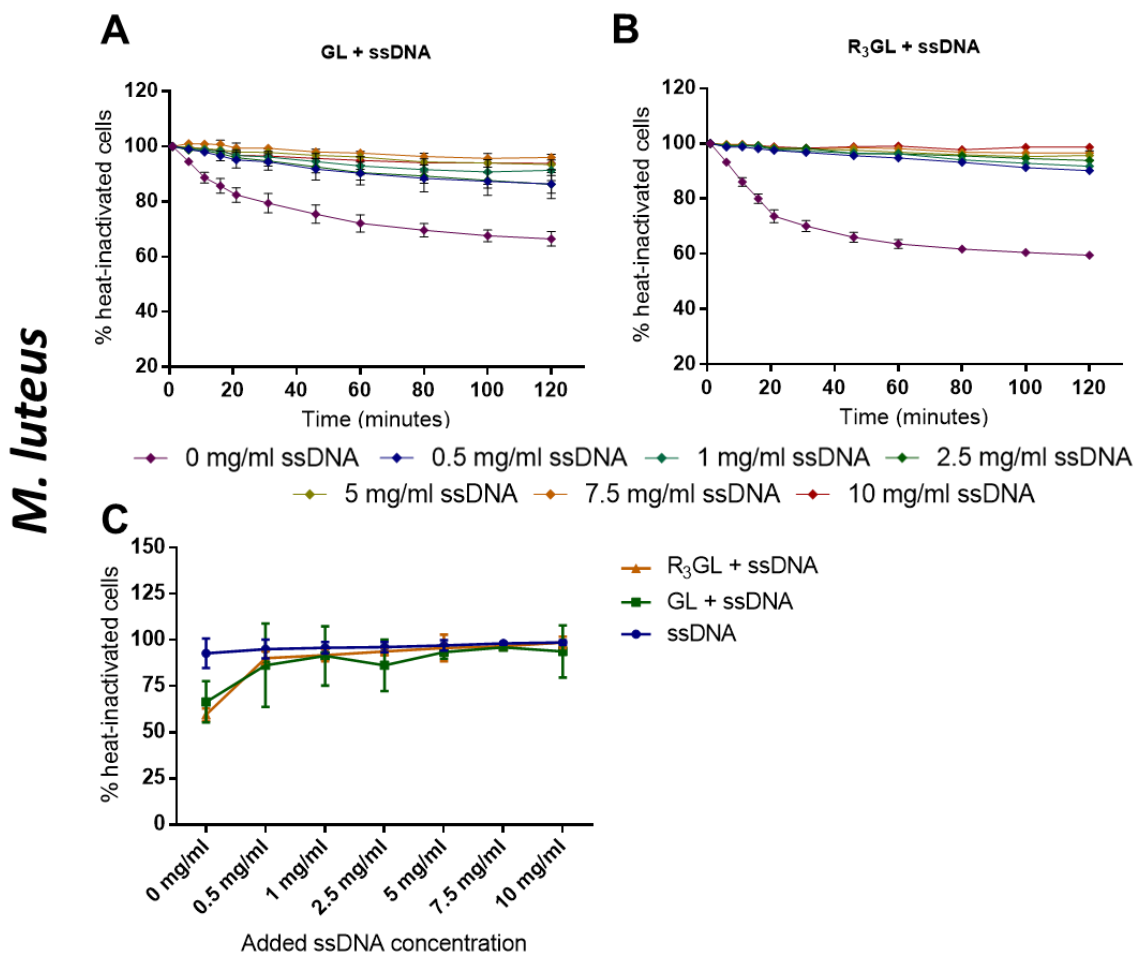 A
GL + ssDNA
% heat-inactivated cells
120
100
80
60
40
20
0
20
40
60
80
100
120
Time (minutes)
B
R₃GL + ssDNA
% heat-inactivated cells
120
100
80
60
40
20
0
20
40
60
80
100
120
Time (minutes)
M. luteus
0 mg/ml ssDNA 0.5 mg/ml ssDNA 1 mg/ml ssDNA 2.5 mg/ml ssDNA
5 mg/ml ssDNA 7.5 mg/ml ssDNA 10 mg/ml ssDNA
C
% heat-inactivated cells
150
125
100
75
50
25
0
0 mg/ml
0.5 mg/ml
1 mg/ml
2.5 mg/ml
5 mg/ml
7.5 mg/ml
10 mg/ml
Added ssDNA concentration
R₃GL + ssDNA
GL + ssDNA
ssDNA